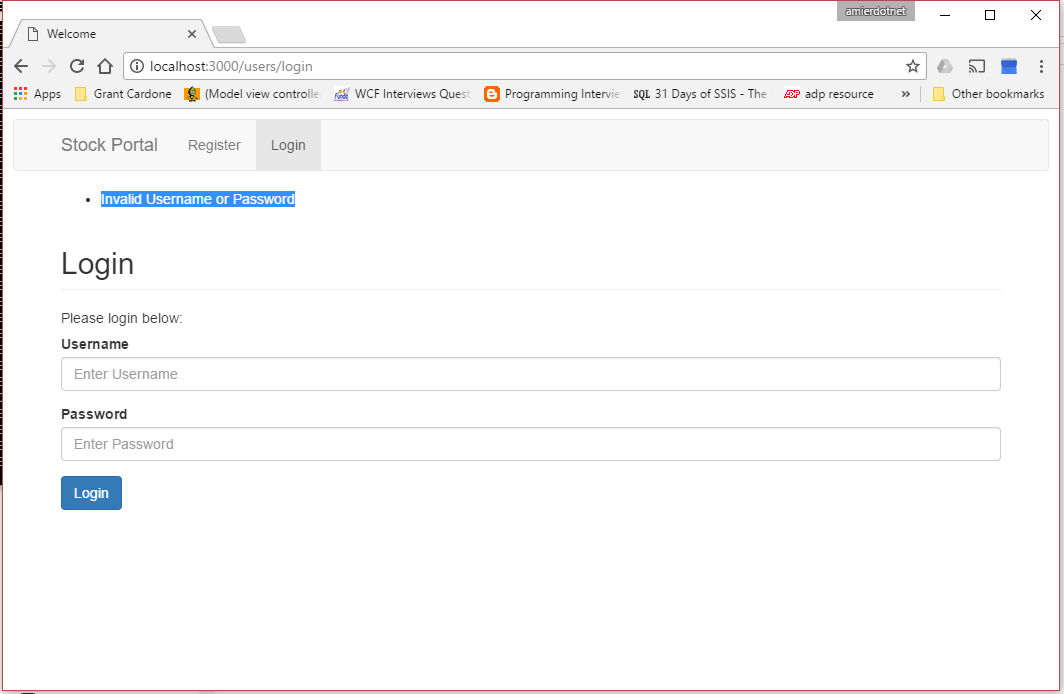 amierdotnet
Welcome
localhost:3000/users/login
Apps Grant Cardone (Model view controlle WCF Interviews Quest Programming Intervie SQL 31 Days of SSIS - The ADP adp resource » Other bookmarks
Stock Portal Register Login
• Invalid Username or Password
Login
Please login below:
Username
Enter Username
Password
Enter Password
Login